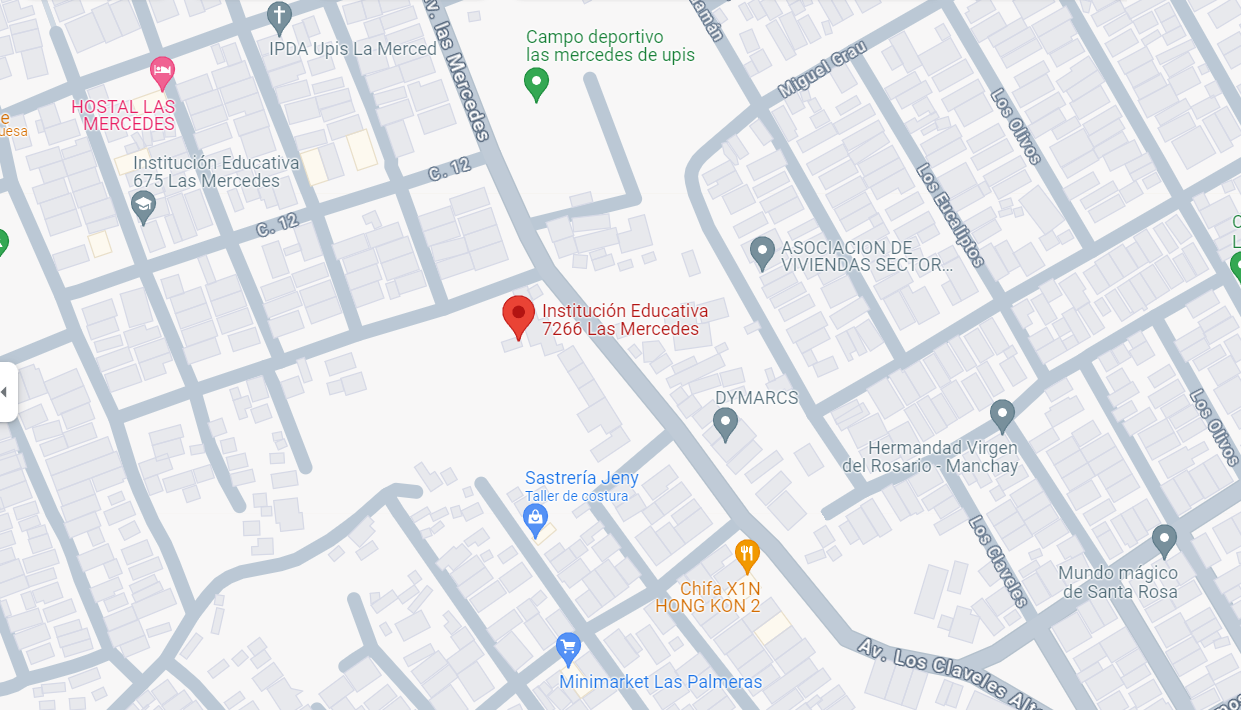 Av. las Mercedes
IPDA Upis La Merced
Campo deportivo
las mercedes de upis
Miguel Grau
HOSTAL LAS
MERCEDES
Los Olivos
Institución Educativa
675 Las Mercedes
C. 12
C. 12
Los Eucaliptos
ASOCIACION DE
VIVIENDAS SECTOR...
Institución Educativa
7266 Las Mercedes
DYMARCS
Los Olivos
Hermandad Virgen
del Rosario - Manchay
Sastrería Jeny
Taller de costura
Los Claveles
Mundo mágico
de Santa Rosa
Chifa X1N
HONG KON 2
Av. Los Claveles Alto
Minimarket Las Palmeras